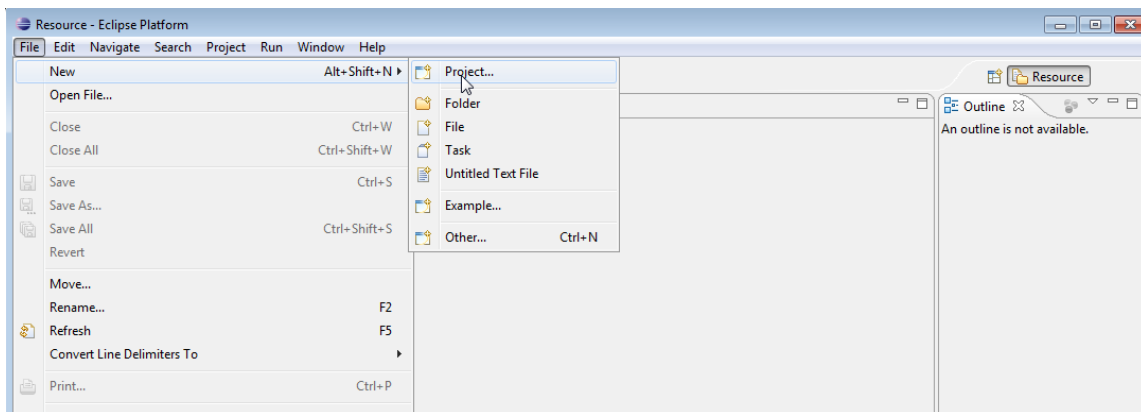 Resource - Eclipse Platform
File Edit Navigate Search Project Run Window Help
New Alt+Shift+N
Open File...
Close Ctrl+W
Close All Ctrl+Shift+W
Save Ctrl+S
Save As...
Save All Ctrl+Shift+S
Revert
Move...
Rename... F2
Refresh F5
Convert Line Delimiters To
Print... Ctrl+P
Project...
Folder
File
Task
Untitled Text File
Example...
Other... Ctrl+N
Resource
Outline
An outline is not available.